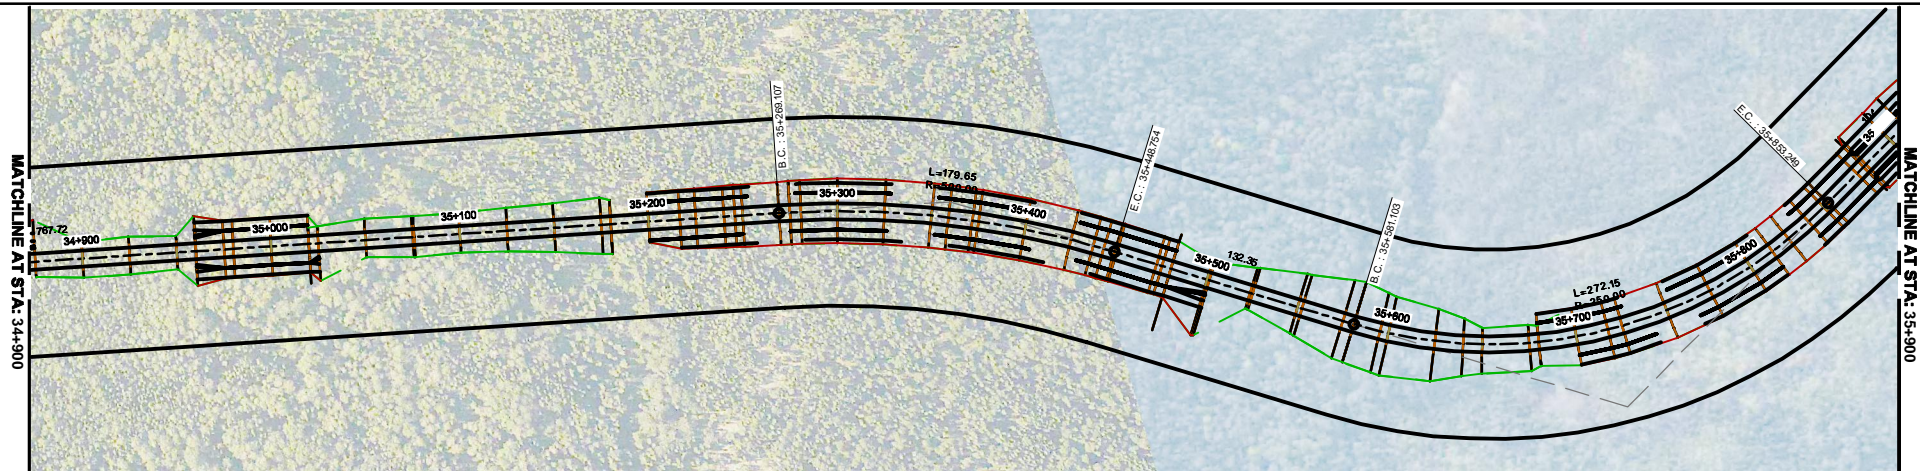 MATCHLINE AT STA: 34+900
767.72
34+900
35+000
35+100
35+200
B.C. : 35+269.107
35+300
L=179.65
35+400
E.C. : 35+448.754
35+500
132.35
B.C. : 35+581.103
35+600
L=272.15
R=250.00
35+700
35+800
E.C. : 35+853.249
35
MATCHLINE AT STA: 35+900